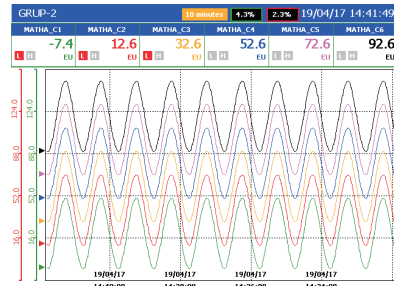 GRUP-2 10 minutes 4.3% 2.3% 19/04/17 14:41:49
MATHA_C1 MATHA_C2 MATHA_C3 MATHA_C4 MATHA_C5 MATHA_C6
-7.4 12.6 32.6 52.6 72.6 92.6
L H EU L H EU L H EU L H EU L H EU L H EU
124.0 124.0
88.0 88.0
52.0 52.0
16.0 16.0
19/04/17 19/04/17 19/04/17 19/04/17